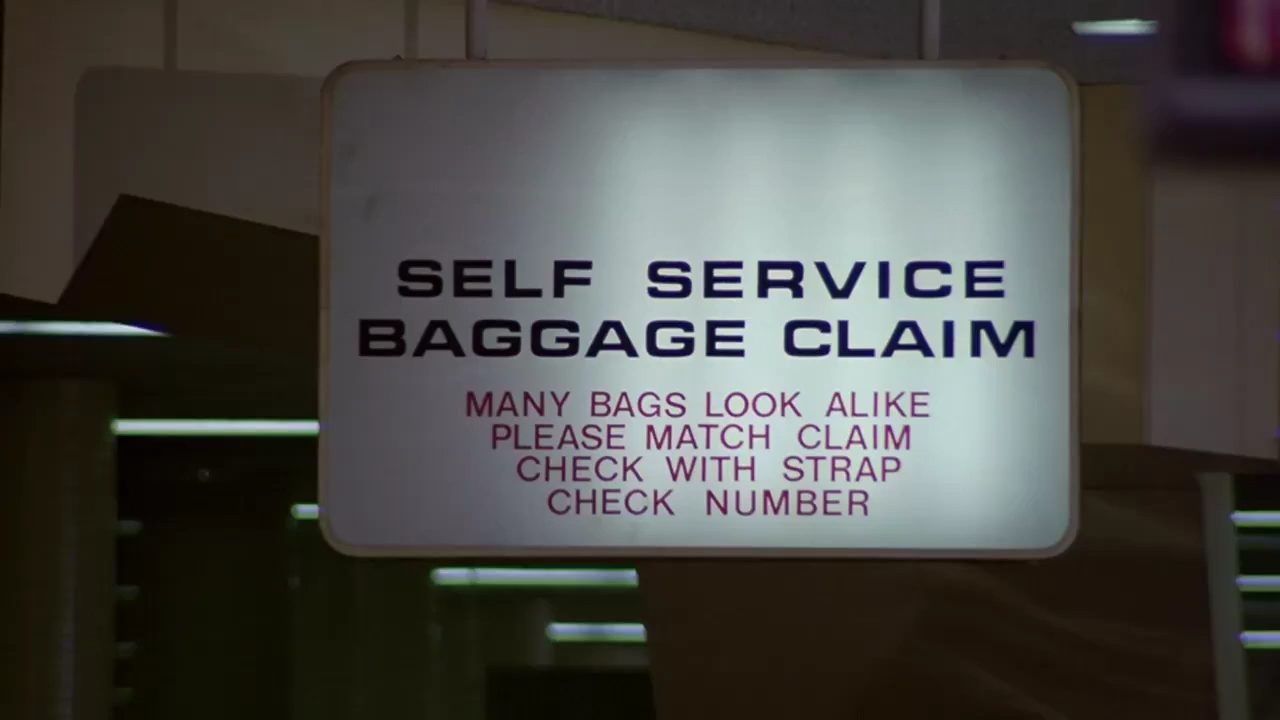 SELF SERVICE
BAGGAGE CLAIM
MANY BAGS LOOK ALIKE
PLEASE MATCH CLAIM
CHECK WITH STRAP
CHECK NUMBER